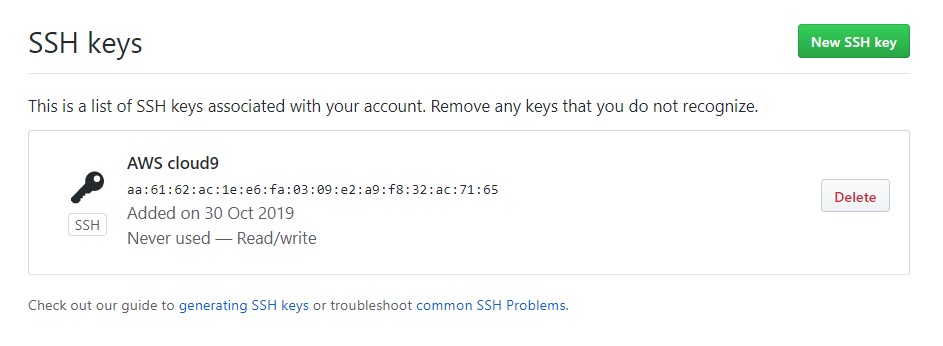 SSH keys
New SSH key
This is a list of SSH keys associated with your account. Remove any keys that you do not recognize.
AWS cloud9
aa:61:62:ac:1e:e6:fa:03:09:e2:a9:f8:32:ac:71:65
SSH
Added on 30 Oct 2019
Never used — Read/write
Delete
Check out our guide to generating SSH keys or troubleshoot common SSH Problems.